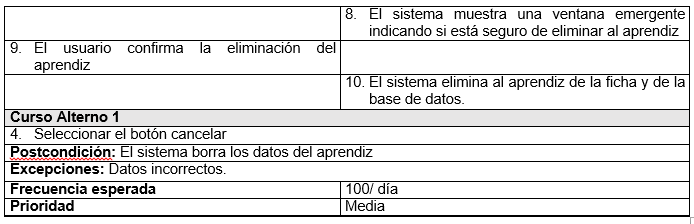 8. El sistema muestra una ventana emergente
indicando si está seguro de eliminar al aprendiz
9. El usuario confirma la eliminación del
aprendiz
10. El sistema elimina al aprendiz de la ficha y de la
base de datos.
Curso Alterno 1
4. Seleccionar el botón cancelar
Postcondición: El sistema borra los datos del aprendiz
Excepciones: Datos incorrectos.
Frecuencia esperada 100/ día
Prioridad Media